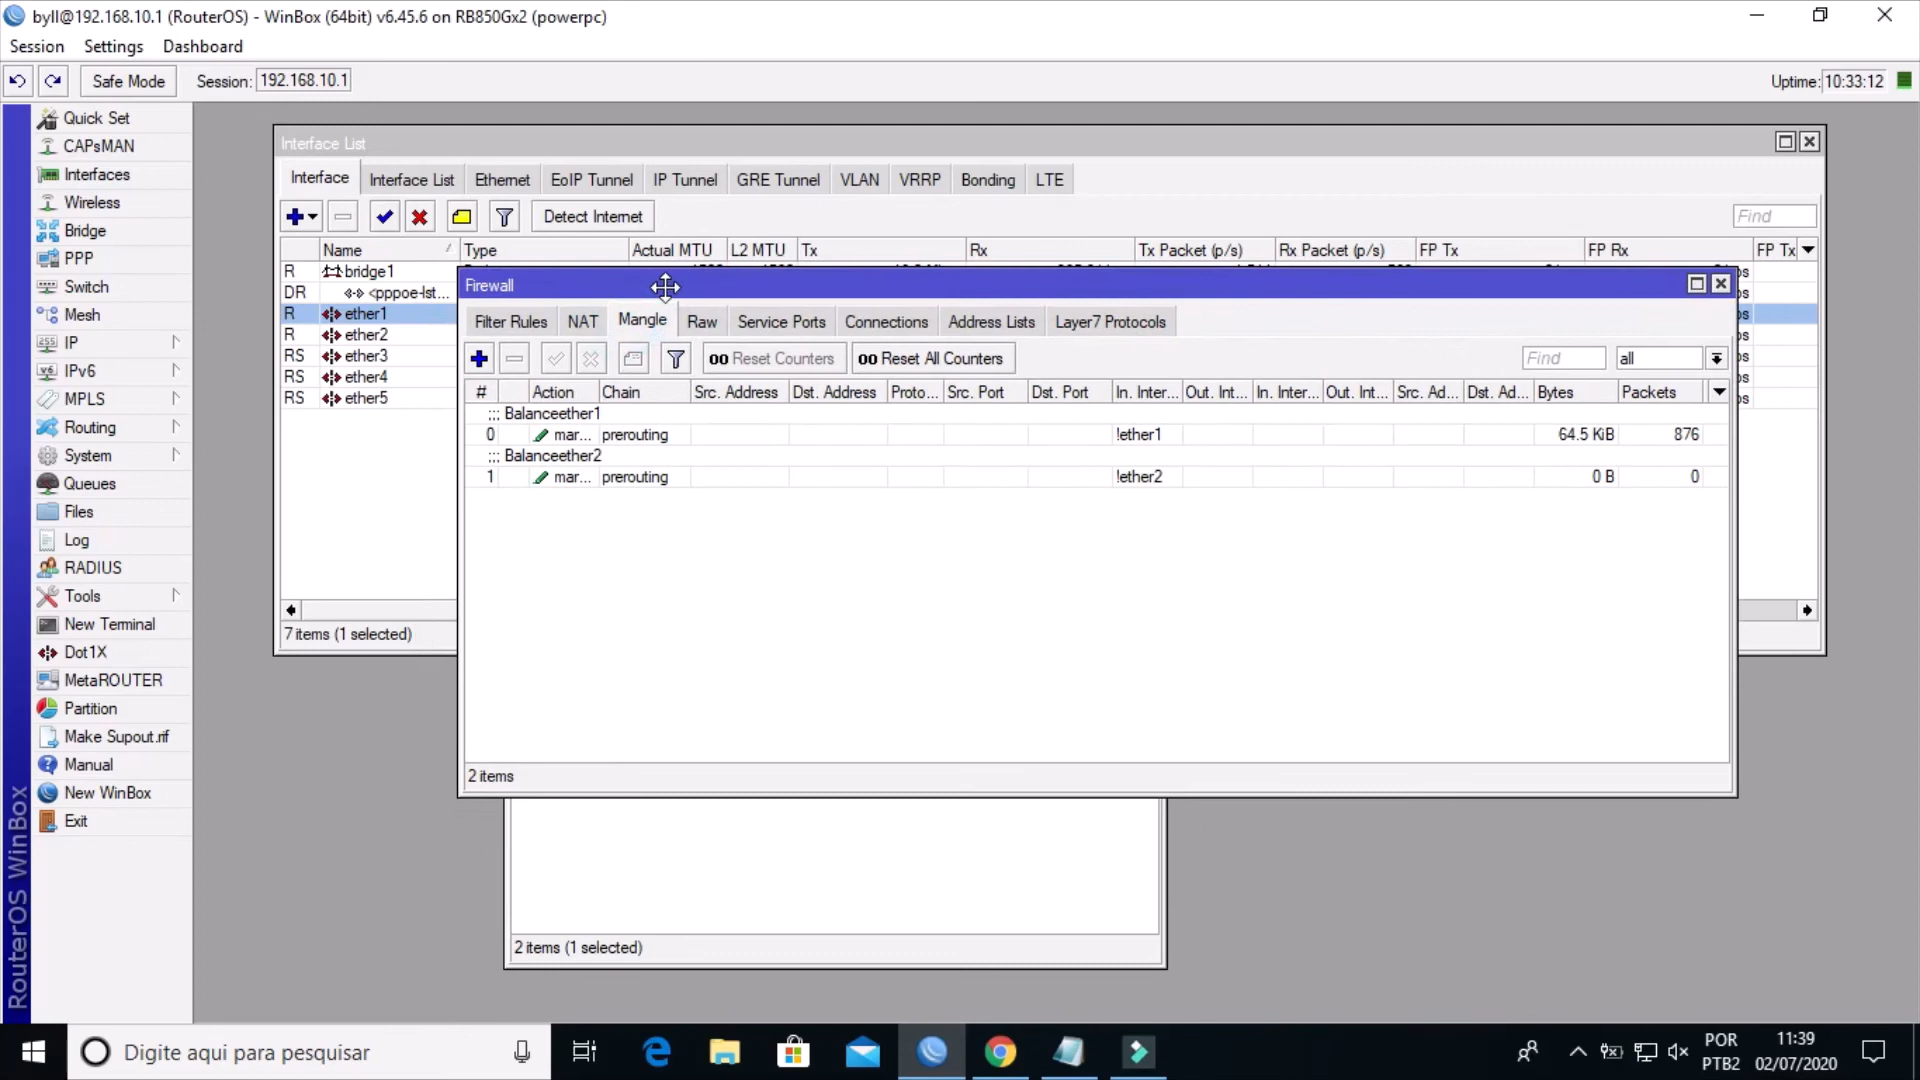 byll@192.168.10.1 (RouterOS) - WinBox (64bit) v6.45.6 on RB850Gx2 (powerpc)
Session Settings Dashboard
Safe Mode Session: 192.168.10.1 Uptime: 10:33:12
Quick Set
CAPsMAN
Interfaces
Wireless
Bridge
PPP
Switch
Mesh
IP
IPv6
MPLS
Routing
System
Queues
Files
Log
RADIUS
Tools
New Terminal
Dot1X
MetaROUTER
Partition
Make Supout.rif
Manual
New WinBox
Exit
RouterOS WinBox
Interface List
Interface Interface List Ethernet EoIP Tunnel IP Tunnel GRE Tunnel VLAN VRRP Bonding LTE
Detect Internet Find
Name Type Actual MTU L2 MTU Tx Rx Tx Packet (p/s) Rx Packet (p/s) FP Tx FP Rx FP Tx
R bridge1
DR <pppoe-lst...
R ether1
R ether2
RS ether3
RS ether4
RS ether5
7 items (1 selected)
Firewall
Filter Rules NAT Mangle Raw Service Ports Connections Address Lists Layer7 Protocols
00 Reset Counters 00 Reset All Counters Find all
# Action Chain Src. Address Dst. Address Proto... Src. Port Dst. Port In. Inter... Out. Int... In. Inter... Out. Int... Src. Ad... Dst. Ad... Bytes Packets
::: Balanceether1
0 mar... prerouting !ether1 64.5 KiB 876
::: Balanceether2
1 mar... prerouting !ether2 0 B 0
2 items
2 items (1 selected)
Digite aqui para pesquisar
POR
PTB2
11:39
02/07/2020